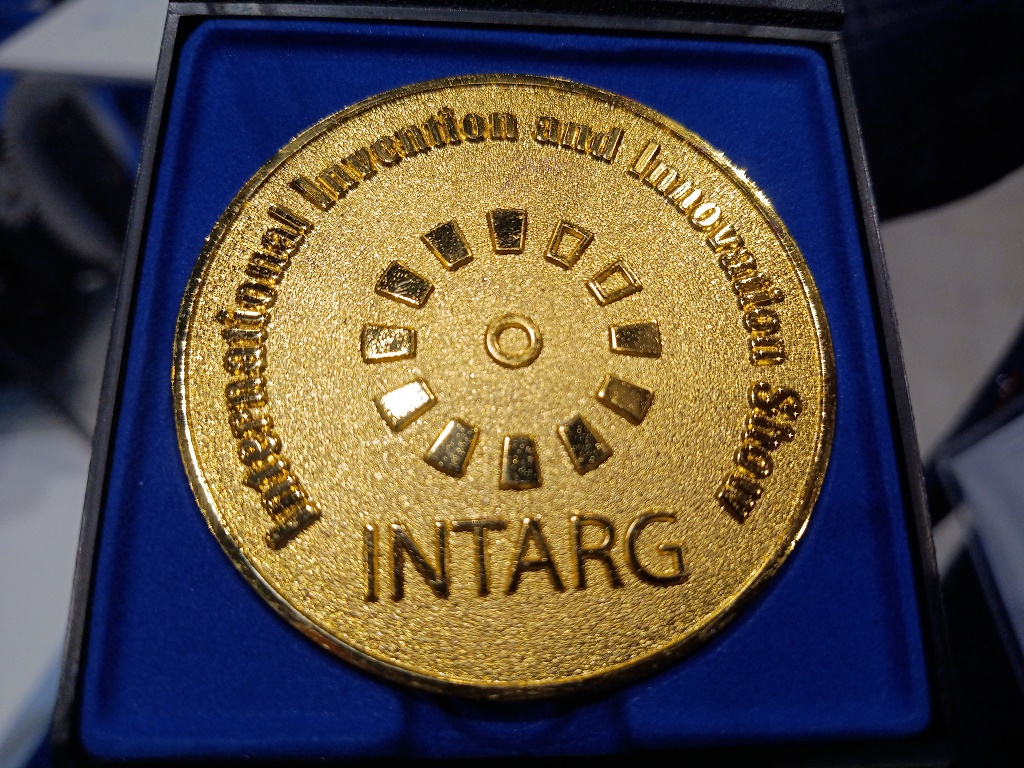 International Invention and Innovation Show
INTARG